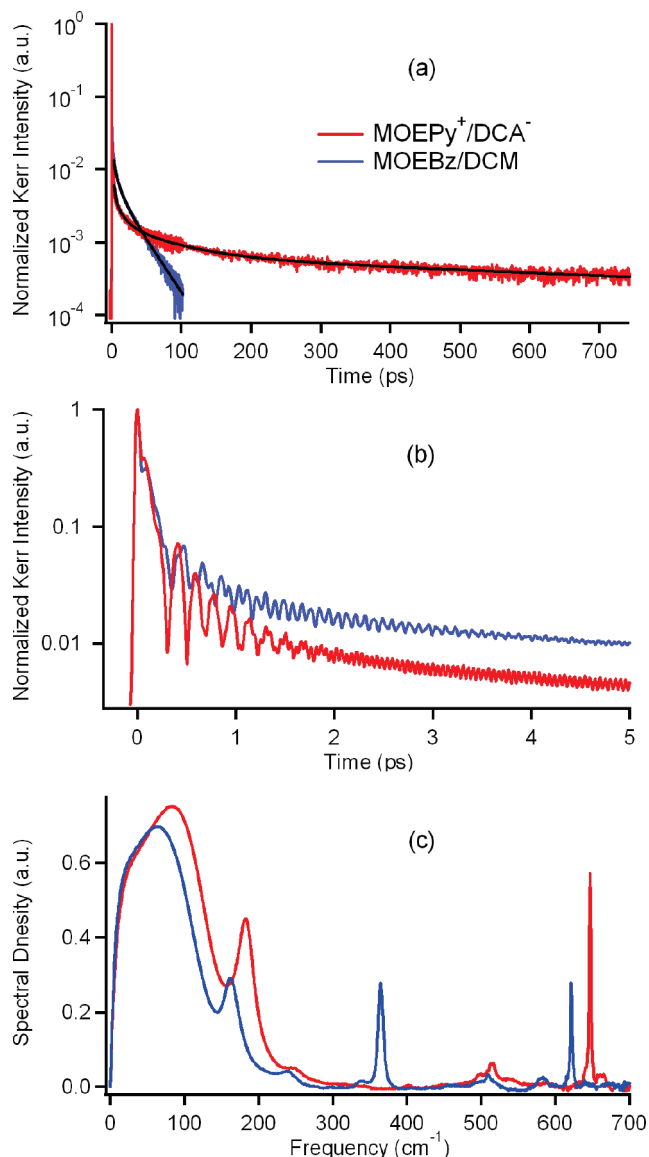 (a)
Normalized Kerr Intensity (a.u.)
10⁰
10⁻¹
10⁻²
10⁻³
10⁻⁴
MOEPy⁺/DCA⁻
MOEBz/DCM
0 100 200 300 400 500 600 700
Time (ps)
(b)
Normalized Kerr Intensity (a.u.)
1
0.1
0.01
0 1 2 3 4 5
Time (ps)
(c)
Spectral Dnesity (a.u.)
0.6
0.4
0.2
0.0
0 100 200 300 400 500 600 700
Frequency (cm⁻¹)